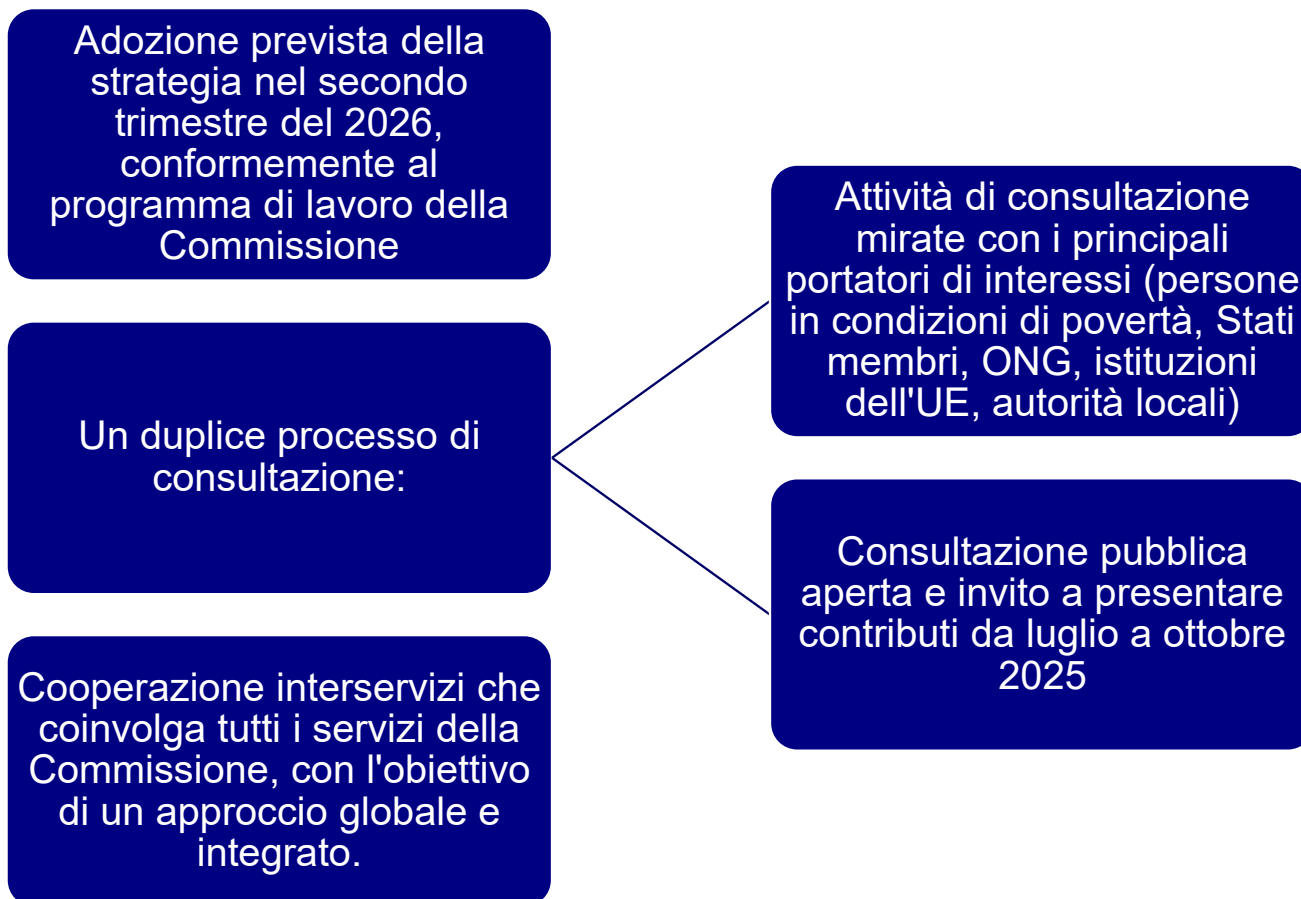 Adozione prevista della
strategia nel secondo
trimestre del 2026,
conformemente al
programma di lavoro della
Commissione
Un duplice processo di
consultazione:
Attività di consultazione
mirate con i principali
portatori di interessi (persone
in condizioni di povertà, Stati
membri, ONG, istituzioni
dell'UE, autorità locali)
Consultazione pubblica
aperta e invito a presentare
contributi da luglio a ottobre
2025
Cooperazione interservizi che
coinvolga tutti i servizi della
Commissione, con l'obiettivo
di un approccio globale e
integrato.